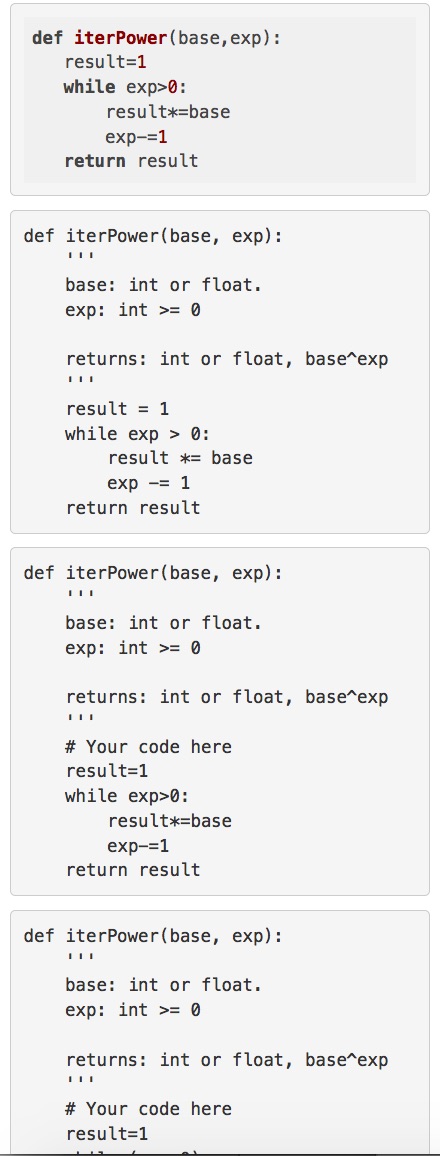 def iterPower(base,exp):
result=1
while exp>0:
result*=base
exp-=1
return result
def iterPower(base, exp):
'''
base: int or float.
exp: int >= 0
returns: int or float, base^exp
'''
result = 1
while exp > 0:
result *= base
exp -= 1
return result
def iterPower(base, exp):
'''
base: int or float.
exp: int >= 0
returns: int or float, base^exp
'''
# Your code here
result=1
while exp>0:
result*=base
exp-=1
return result
def iterPower(base, exp):
'''
base: int or float.
exp: int >= 0
returns: int or float, base^exp
'''
# Your code here
result=1